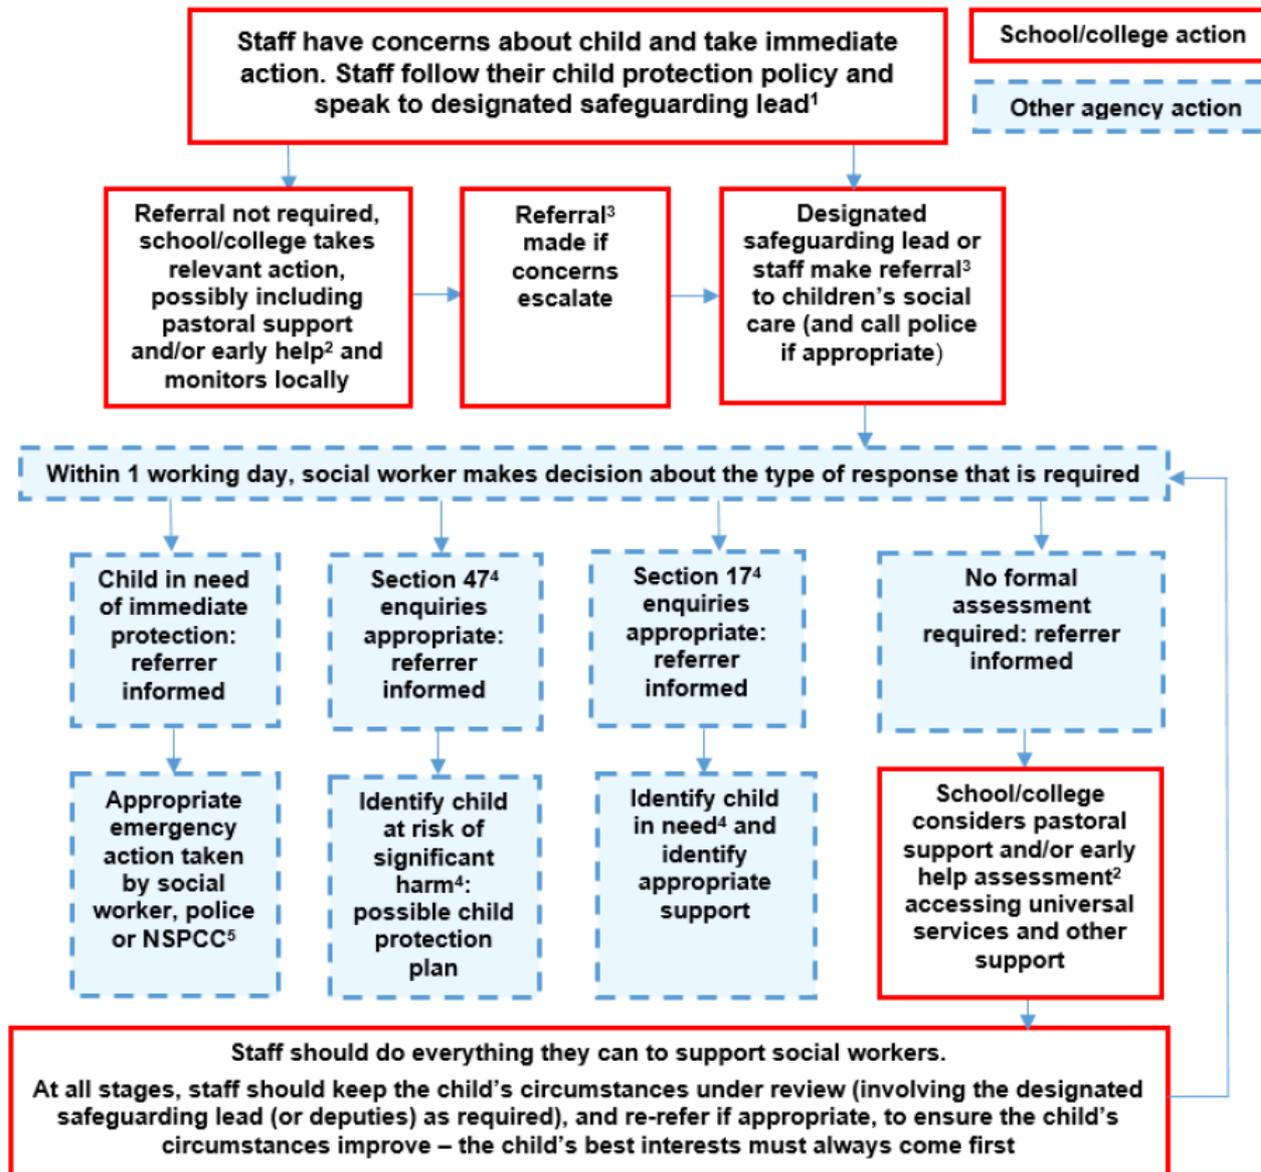 Staff have concerns about child and take immediate
action. Staff follow their child protection policy and
speak to designated safeguarding lead¹
School/college action
Other agency action
Referral not required,
school/college takes
relevant action,
possibly including
pastoral support
and/or early help² and
monitors locally
Referral³
made if
concerns
escalate
Designated
safeguarding lead or
staff make referral³
to children’s social
care (and call police
if appropriate)
Within 1 working day, social worker makes decision about the type of response that is required
Child in need
of immediate
protection:
referrer
informed
Section 47⁴
enquiries
appropriate:
referrer
informed
Section 17⁴
enquiries
appropriate:
referrer
informed
No formal
assessment
required: referrer
informed
Appropriate
emergency
action taken
by social
worker, police
or NSPCC⁵
Identify child
at risk of
significant
harm⁴:
possible child
protection
plan
Identify child
in need⁴ and
identify
appropriate
support
School/college
considers pastoral
support and/or early
help assessment²
accessing universal
services and other
support
Staff should do everything they can to support social workers.
At all stages, staff should keep the child’s circumstances under review (involving the designated
safeguarding lead (or deputies) as required), and re-refer if appropriate, to ensure the child’s
circumstances improve – the child’s best interests must always come first